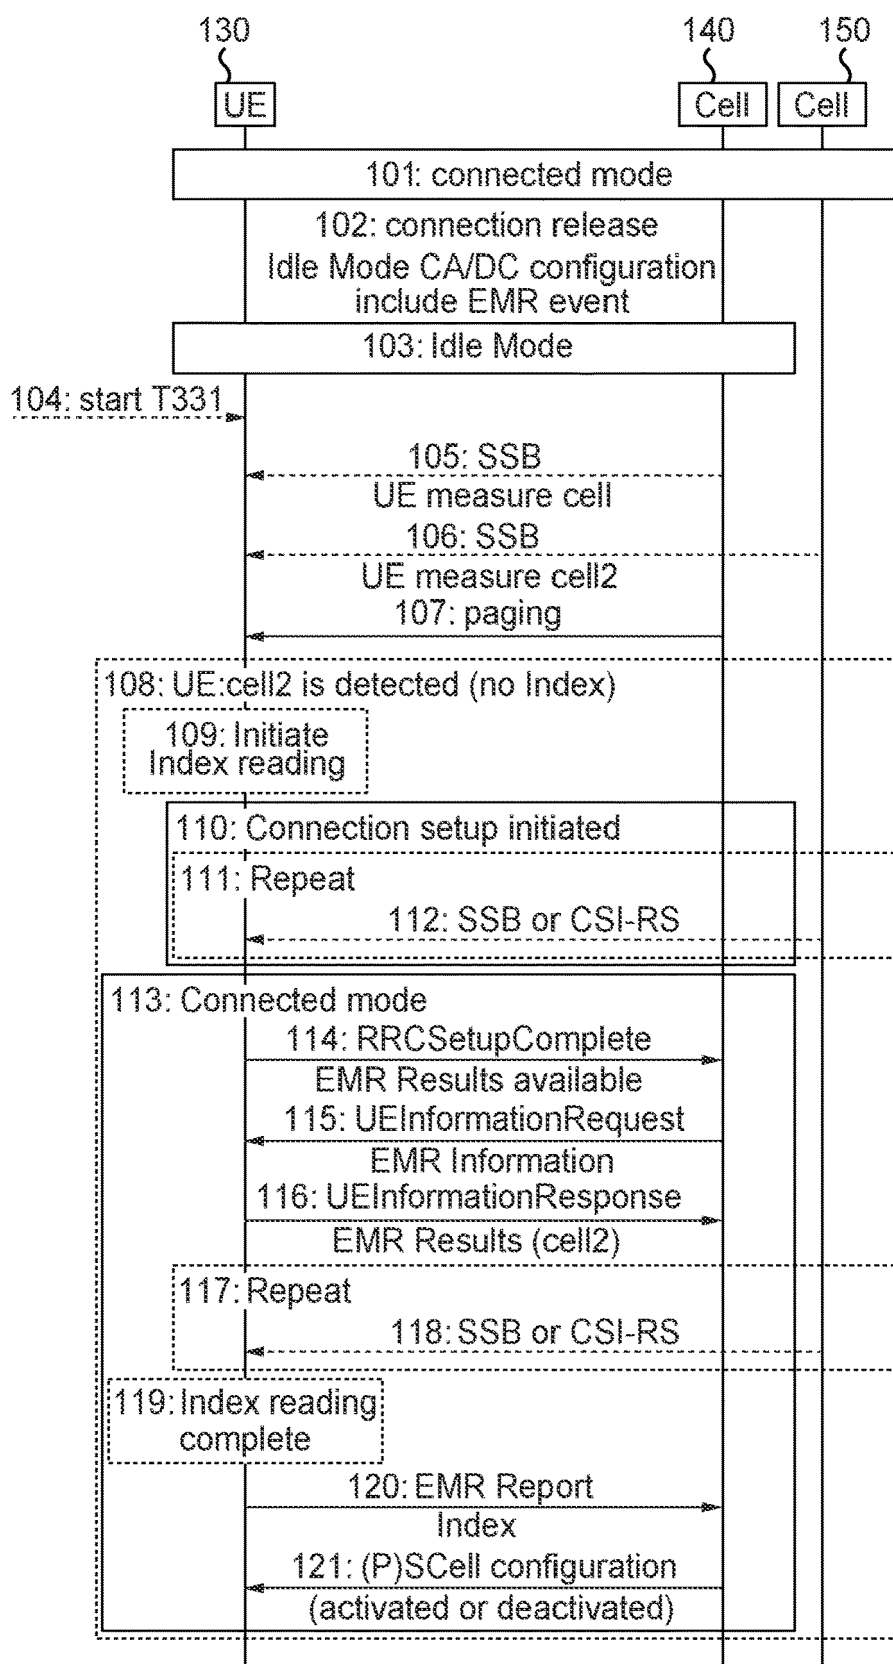 130 140 150
UE Cell Cell
101: connected mode
102: connection release
Idle Mode CA/DC configuration
include EMR event
103: Idle Mode
104: start T331
105: SSB
UE measure cell
106: SSB
UE measure cell2
107: paging
108: UE:cell2 is detected (no Index)
109: Initiate
Index reading
110: Connection setup initiated
111: Repeat
112: SSB or CSI-RS
113: Connected mode
114: RRCSetupComplete
EMR Results available
115: UEInformationRequest
EMR Information
116: UEInformationResponse
EMR Results (cell2)
117: Repeat
118: SSB or CSI-RS
119: Index reading
complete
120: EMR Report
Index
121: (P)SCell configuration
(activated or deactivated)